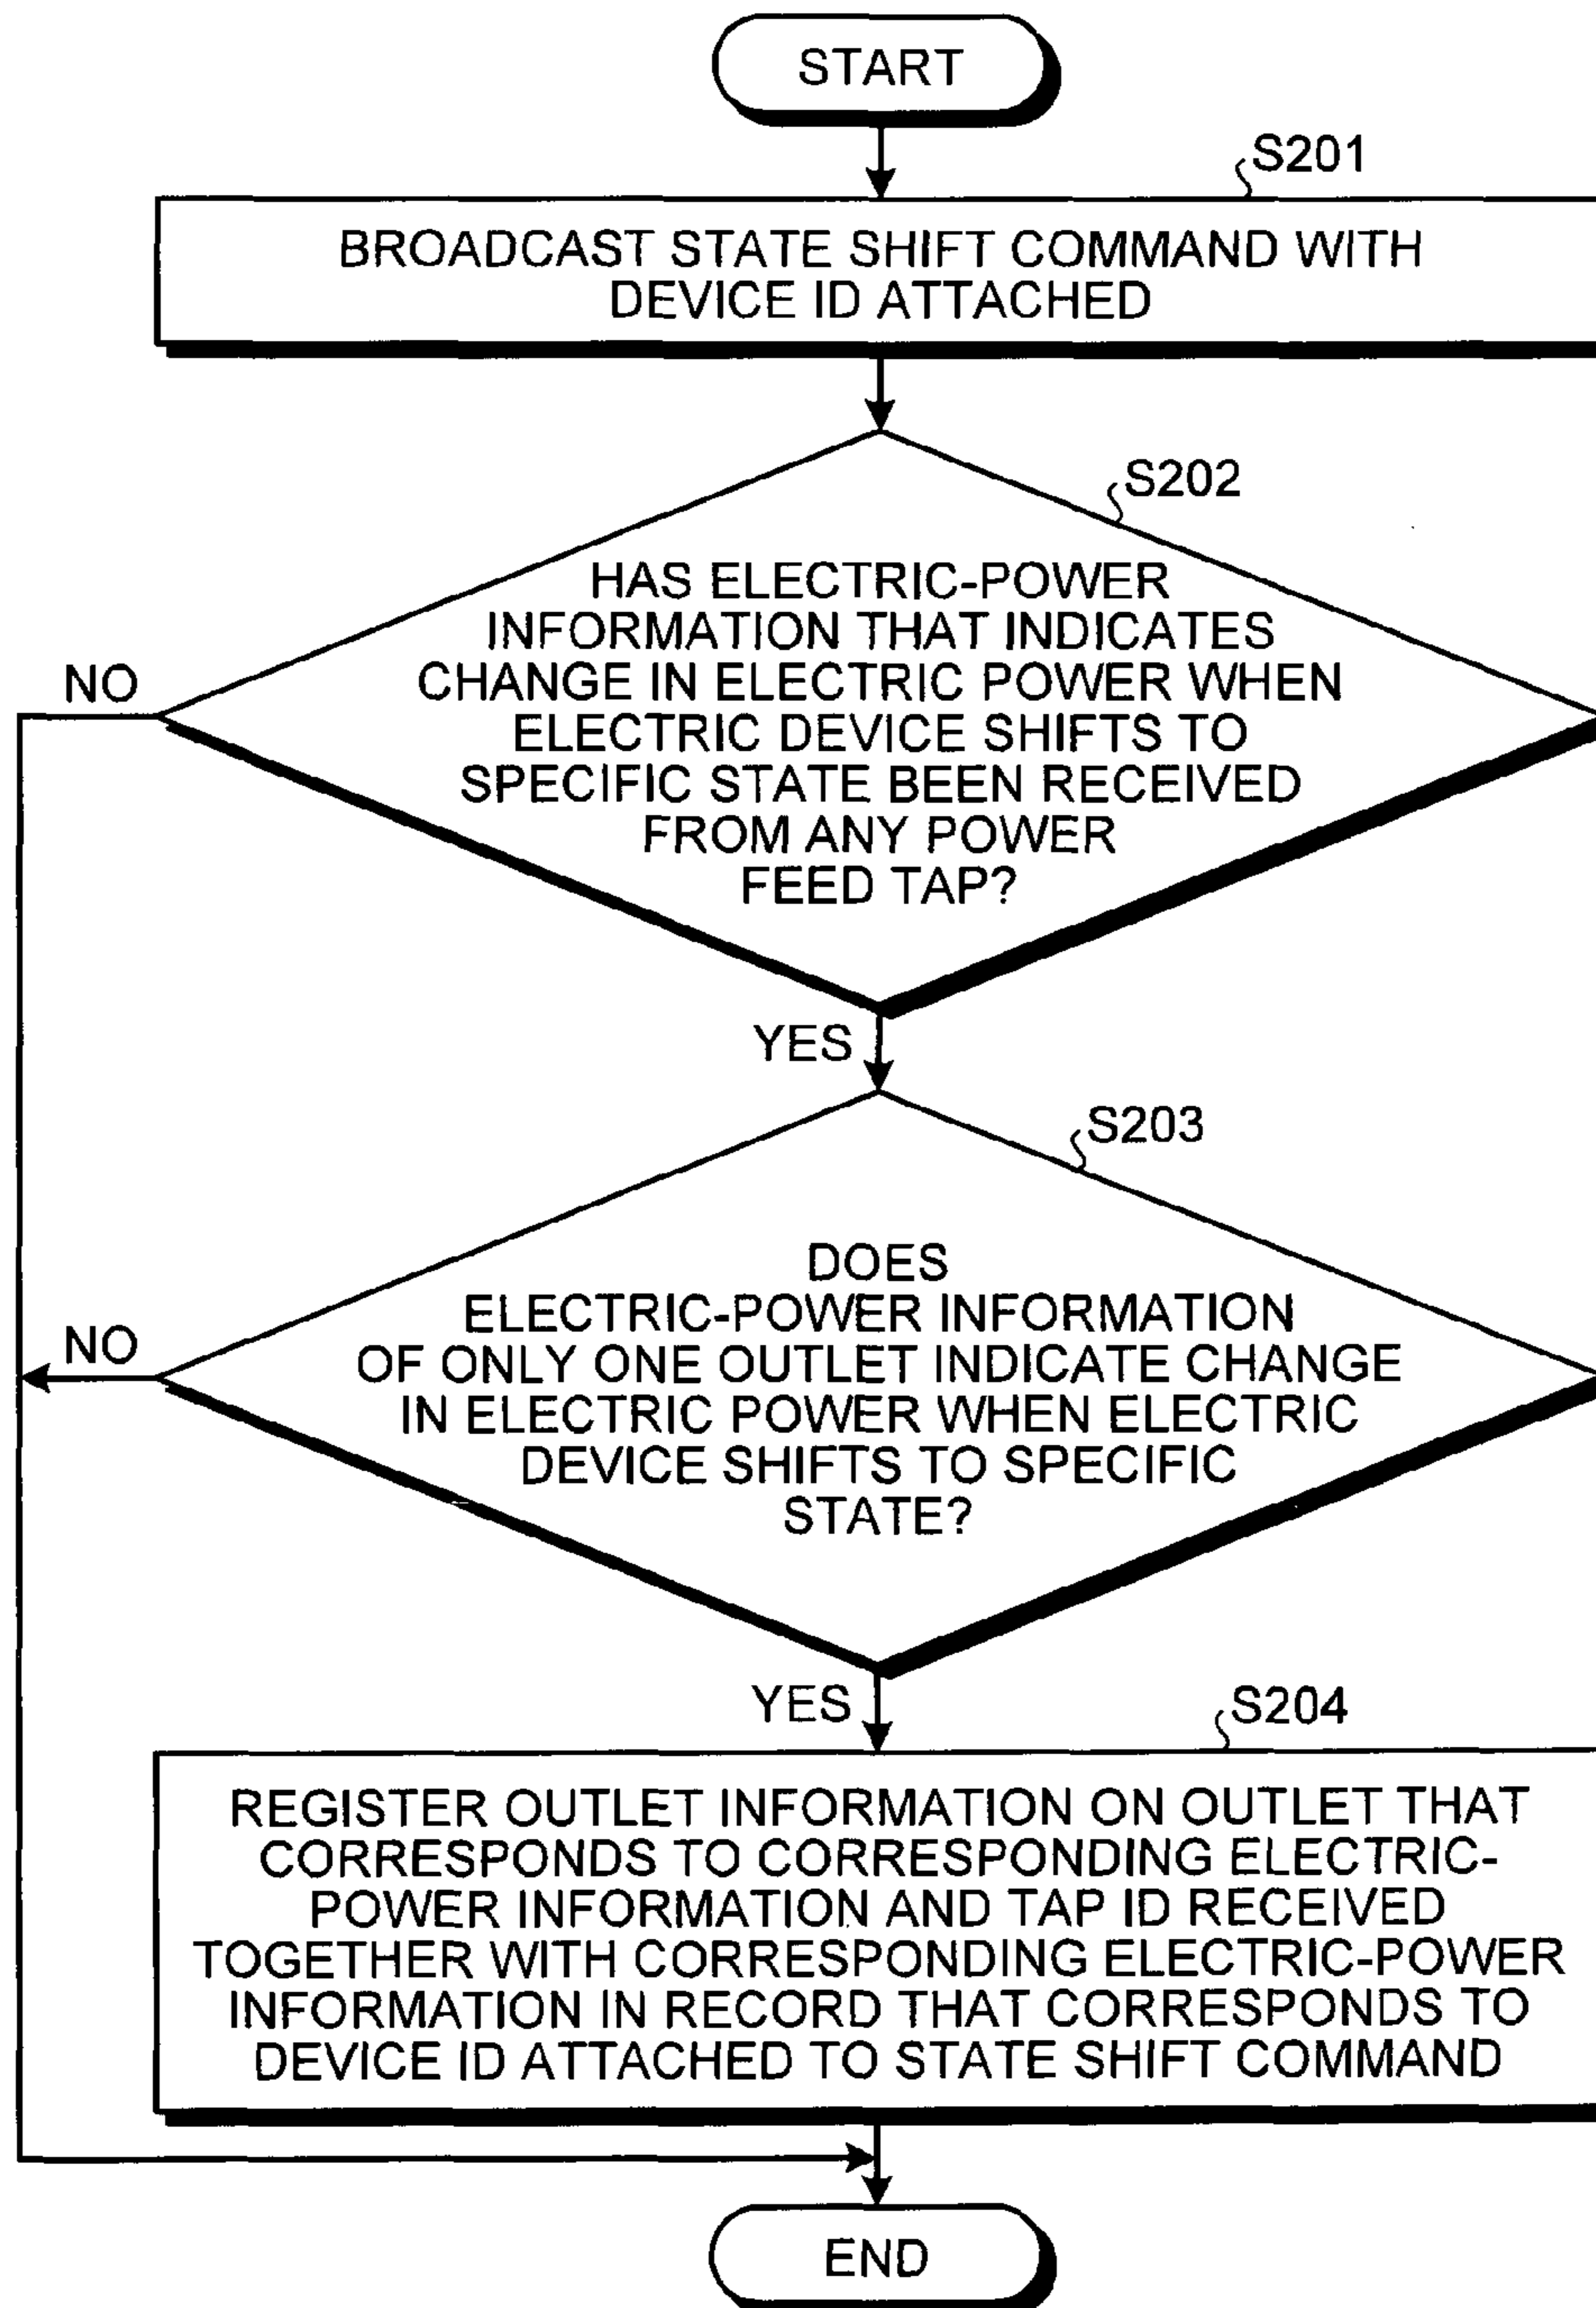 START
S201
BROADCAST STATE SHIFT COMMAND WITH
DEVICE ID ATTACHED
S202
HAS ELECTRIC-POWER
INFORMATION THAT INDICATES
CHANGE IN ELECTRIC POWER WHEN
ELECTRIC DEVICE SHIFTS TO
SPECIFIC STATE BEEN RECEIVED
FROM ANY POWER
FEED TAP?
NO
YES
S203
DOES
ELECTRIC-POWER INFORMATION
OF ONLY ONE OUTLET INDICATE CHANGE
IN ELECTRIC POWER WHEN ELECTRIC
DEVICE SHIFTS TO SPECIFIC
STATE?
NO
YES
S204
REGISTER OUTLET INFORMATION ON OUTLET THAT
CORRESPONDS TO CORRESPONDING ELECTRIC-
POWER INFORMATION AND TAP ID RECEIVED
TOGETHER WITH CORRESPONDING ELECTRIC-POWER
INFORMATION IN RECORD THAT CORRESPONDS TO
DEVICE ID ATTACHED TO STATE SHIFT COMMAND
END